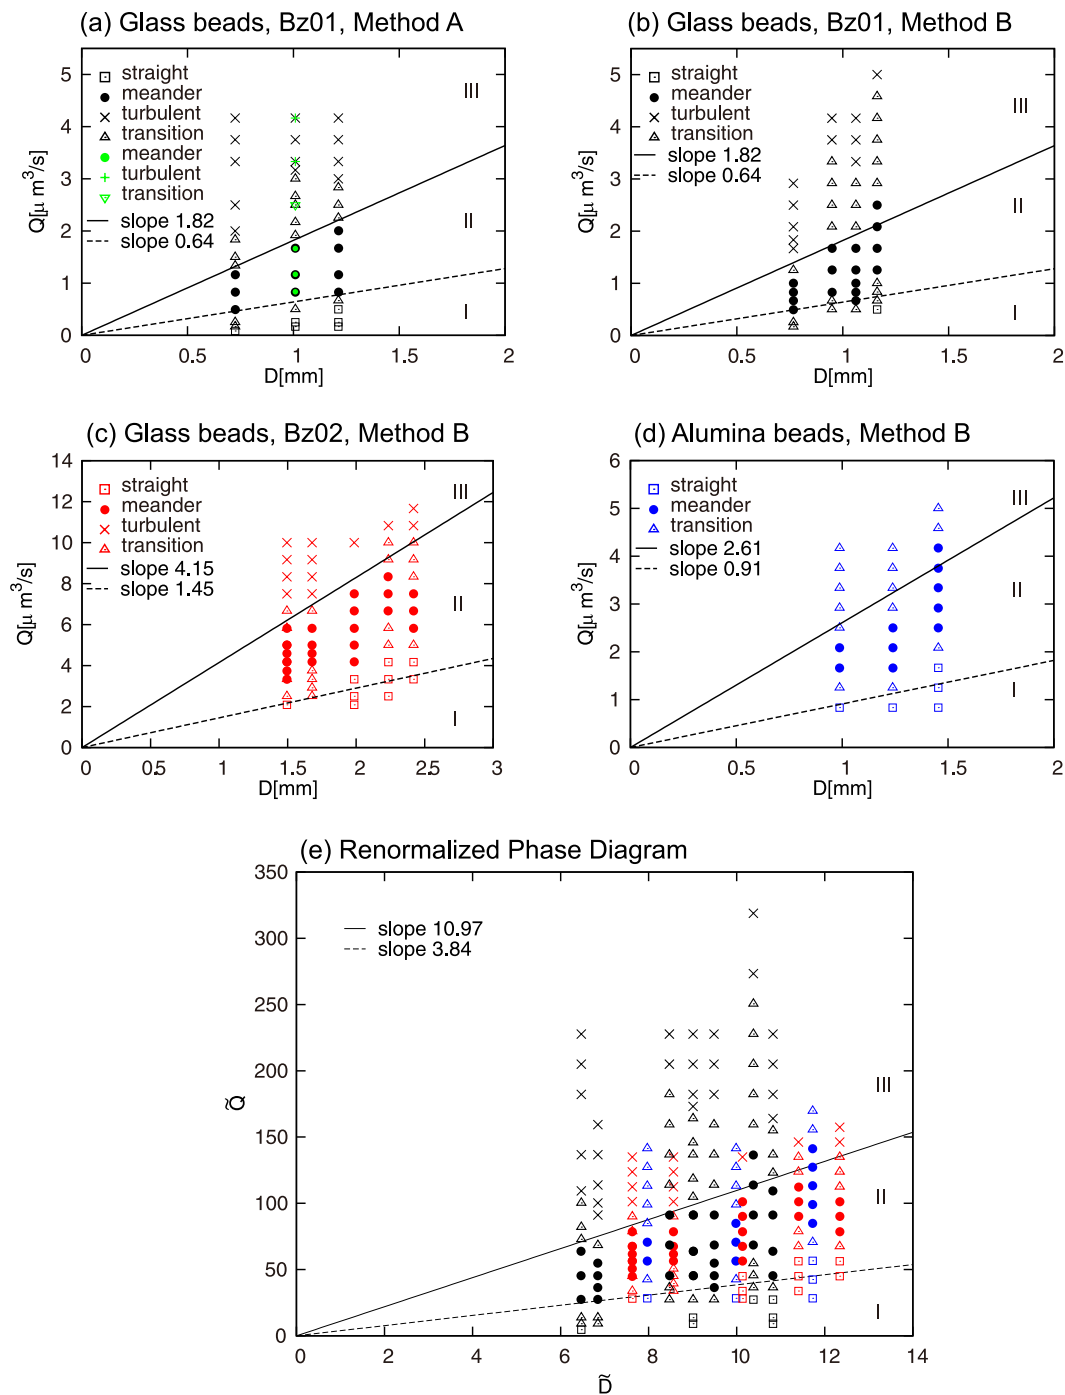 (a) Glass beads, Bz01, Method A
5
4
3
2
1
0
Q[μ m³/s]
straight
meander
turbulent
transition
meander
turbulent
transition
slope 1.82
slope 0.64
III
II
I
0
0.5
1
1.5
2
D[mm]
(b) Glass beads, Bz01, Method B
5
4
3
2
1
0
Q[μ m³/s]
straight
meander
turbulent
transition
slope 1.82
slope 0.64
III
II
I
0
0.5
1
1.5
2
D[mm]
(c) Glass beads, Bz02, Method B
14
12
10
8
6
4
2
0
Q[μ m³/s]
straight
meander
turbulent
transition
slope 4.15
slope 1.45
III
II
I
0
0.5
1
1.5
2
2.5
3
D[mm]
(d) Alumina beads, Method B
6
5
4
3
2
1
0
Q[μ m³/s]
straight
meander
transition
slope 2.61
slope 0.91
III
II
I
0
0.5
1
1.5
2
D[mm]
(e) Renormalized Phase Diagram
350
300
250
200
150
100
50
0
Q̃
slope 10.97
slope 3.84
III
II
I
0
2
4
6
8
10
12
14
D̃